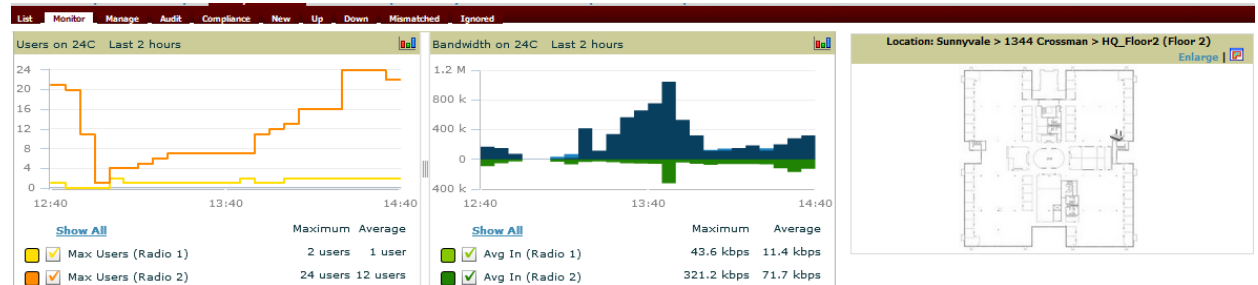 List Monitor Manage Audit Compliance New Up Down Mismatched Ignored
Users on 24C Last 2 hours
24
20
16
12
8
4
0
12:40 13:40 14:40
Show All Maximum Average
Max Users (Radio 1) 2 users 1 user
Max Users (Radio 2) 24 users 12 users
Bandwidth on 24C Last 2 hours
1.2 M
800 k
400 k
0
400 k
12:40 13:40 14:40
Show All Maximum Average
Avg In (Radio 1) 43.6 kbps 11.4 kbps
Avg In (Radio 2) 321.2 kbps 71.7 kbps
Location: Sunnyvale > 1344 Crossman > HQ_Floor2 (Floor 2)
Enlarge |